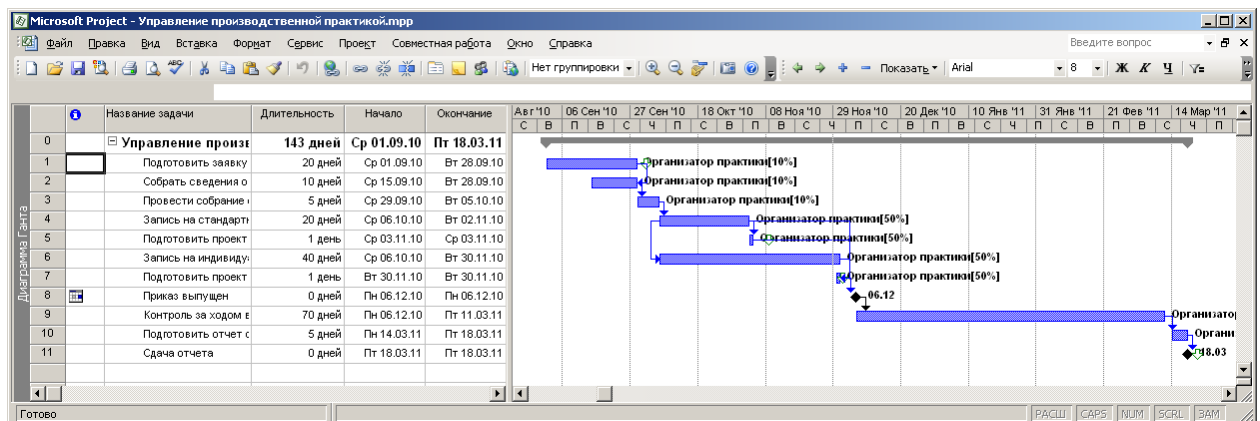 Microsoft Project - Управление производственной практикой.mpp
Файл Правка Вид Вставка Формат Сервис Проект Совместная работа Окно Справка Введите вопрос
Нет группировки Показать Arial 8 Ж К Ч
Название задачи Длительность Начало Окончание Авг '10 06 Сен '10 27 Сен '10 18 Окт '10 08 Ноя '10 29 Ноя '10 20 Дек '10 10 Янв '11 31 Янв '11 21 Фев '11 14 Мар '11
С В П В С Ч П С В П В С Ч П С В П В С Ч П С В П В С Ч П С В П В С Ч П
0 Управление произв 143 дней Ср 01.09.10 Пт 18.03.11
1 Подготовить заявку 20 дней Ср 01.09.10 Вт 28.09.10 Организатор практики[10%]
2 Собрать сведения о 10 дней Ср 15.09.10 Вт 28.09.10 Организатор практики[10%]
3 Провести собрание 5 дней Ср 29.09.10 Вт 05.10.10 Организатор практики[10%]
4 Запись на стандартн 20 дней Ср 06.10.10 Вт 02.11.10 Организатор практики[50%]
5 Подготовить проект 1 день Ср 03.11.10 Ср 03.11.10 Организатор практики[50%]
6 Запись на индивиду 40 дней Ср 06.10.10 Вт 30.11.10 Организатор практики[50%]
7 Подготовить проект 1 день Вт 30.11.10 Вт 30.11.10 Организатор практики[50%]
8 Приказ выпущен 0 дней Пн 06.12.10 Пн 06.12.10 06.12
9 Контроль за ходом в 70 дней Пн 06.12.10 Пт 11.03.11 Организатор
10 Подготовить отчет о 5 дней Пн 14.03.11 Пт 18.03.11 Органи
11 Сдача отчета 0 дней Пт 18.03.11 Пт 18.03.11 18.03
Диаграмма Ганта
Готово РАСШ CAPS NUM SCRL ЗАМ